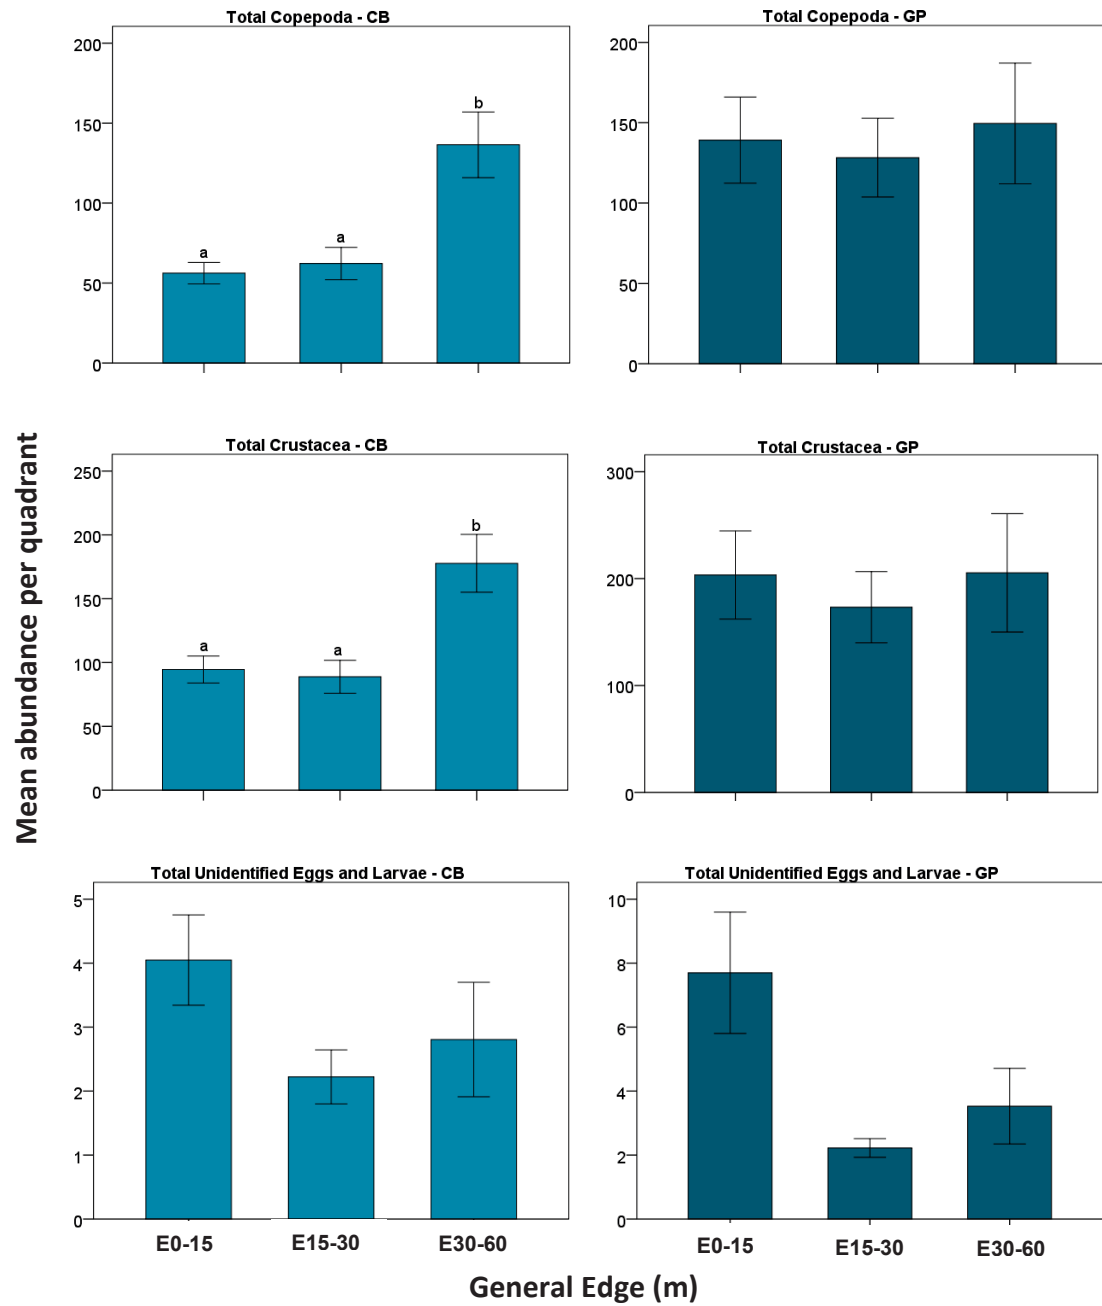 Total Copepoda - CB
200
150
100
50
0
a
a
b
Total Copepoda - GP
200
150
100
50
0
Mean abundance per quadrant
Total Crustacea - CB
250
200
150
100
50
0
a
a
b
Total Crustacea - GP
300
200
100
0
Total Unidentified Eggs and Larvae - CB
5
4
3
2
1
0
E0-15
E15-30
E30-60
Total Unidentified Eggs and Larvae - GP
10
8
6
4
2
0
E0-15
E15-30
E30-60
General Edge (m)